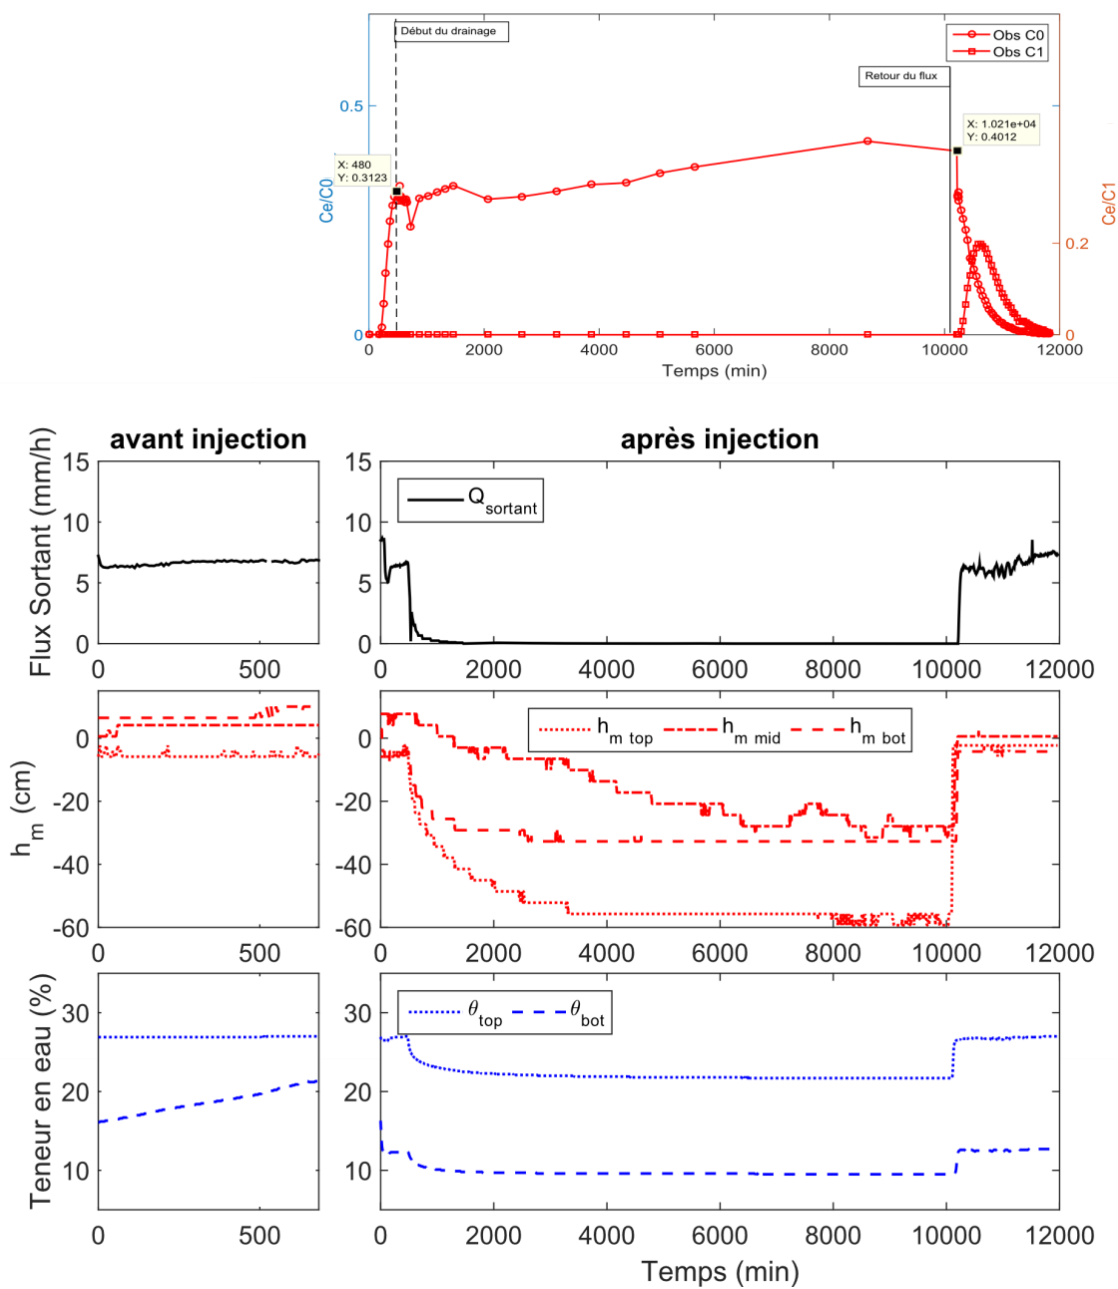 Début du drainage
Obs C0
Obs C1
Retour du flux
0.5
X: 1.021e+04
Y: 0.4012
X: 480
Y: 0.3123
Ce/C0
Ce/C1
0.2
0
0
0 2000 4000 6000 8000 10000 12000
Temps (min)
avant injection
après injection
Flux Sortant (mm/h)
15
10
5
0
0 500
15
10
5
0
Q sortant
0 2000 4000 6000 8000 10000 12000
h m (cm)
0
-20
-40
-60
0 500
0
-20
-40
-60
h m top h m mid h m bot
0 2000 4000 6000 8000 10000 12000
Teneur en eau (%)
30
20
10
0 500
30
20
10
θ top θ bot
0 2000 4000 6000 8000 10000 12000
Temps (min)